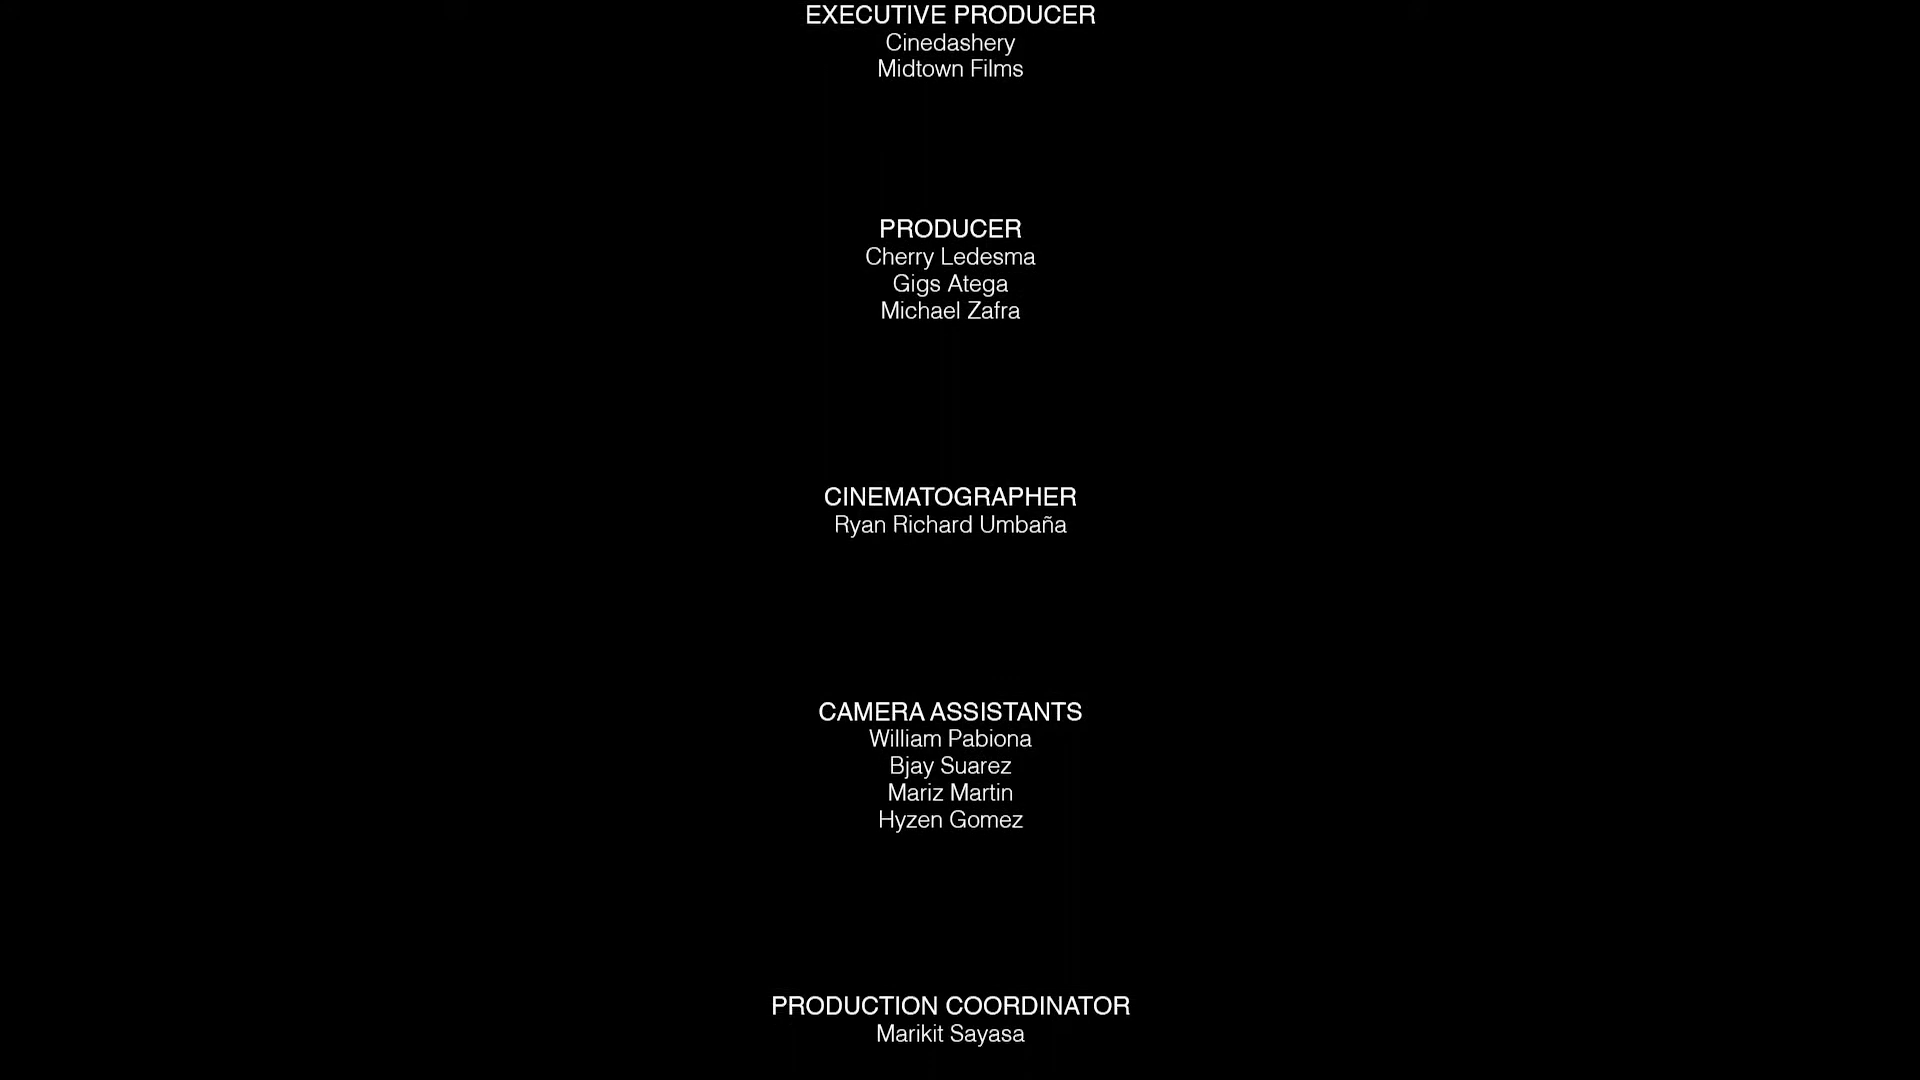 EXECUTIVE PRODUCER
Cinedashery
Midtown Films
PRODUCER
Cherry Ledesma
Gigs Atega
Michael Zafra
CINEMATOGRAPHER
Ryan Richard Umbaña
CAMERA ASSISTANTS
William Pabiona
Bjay Suarez
Mariz Martin
Hyzen Gomez
PRODUCTION COORDINATOR
Marikit Sayasa